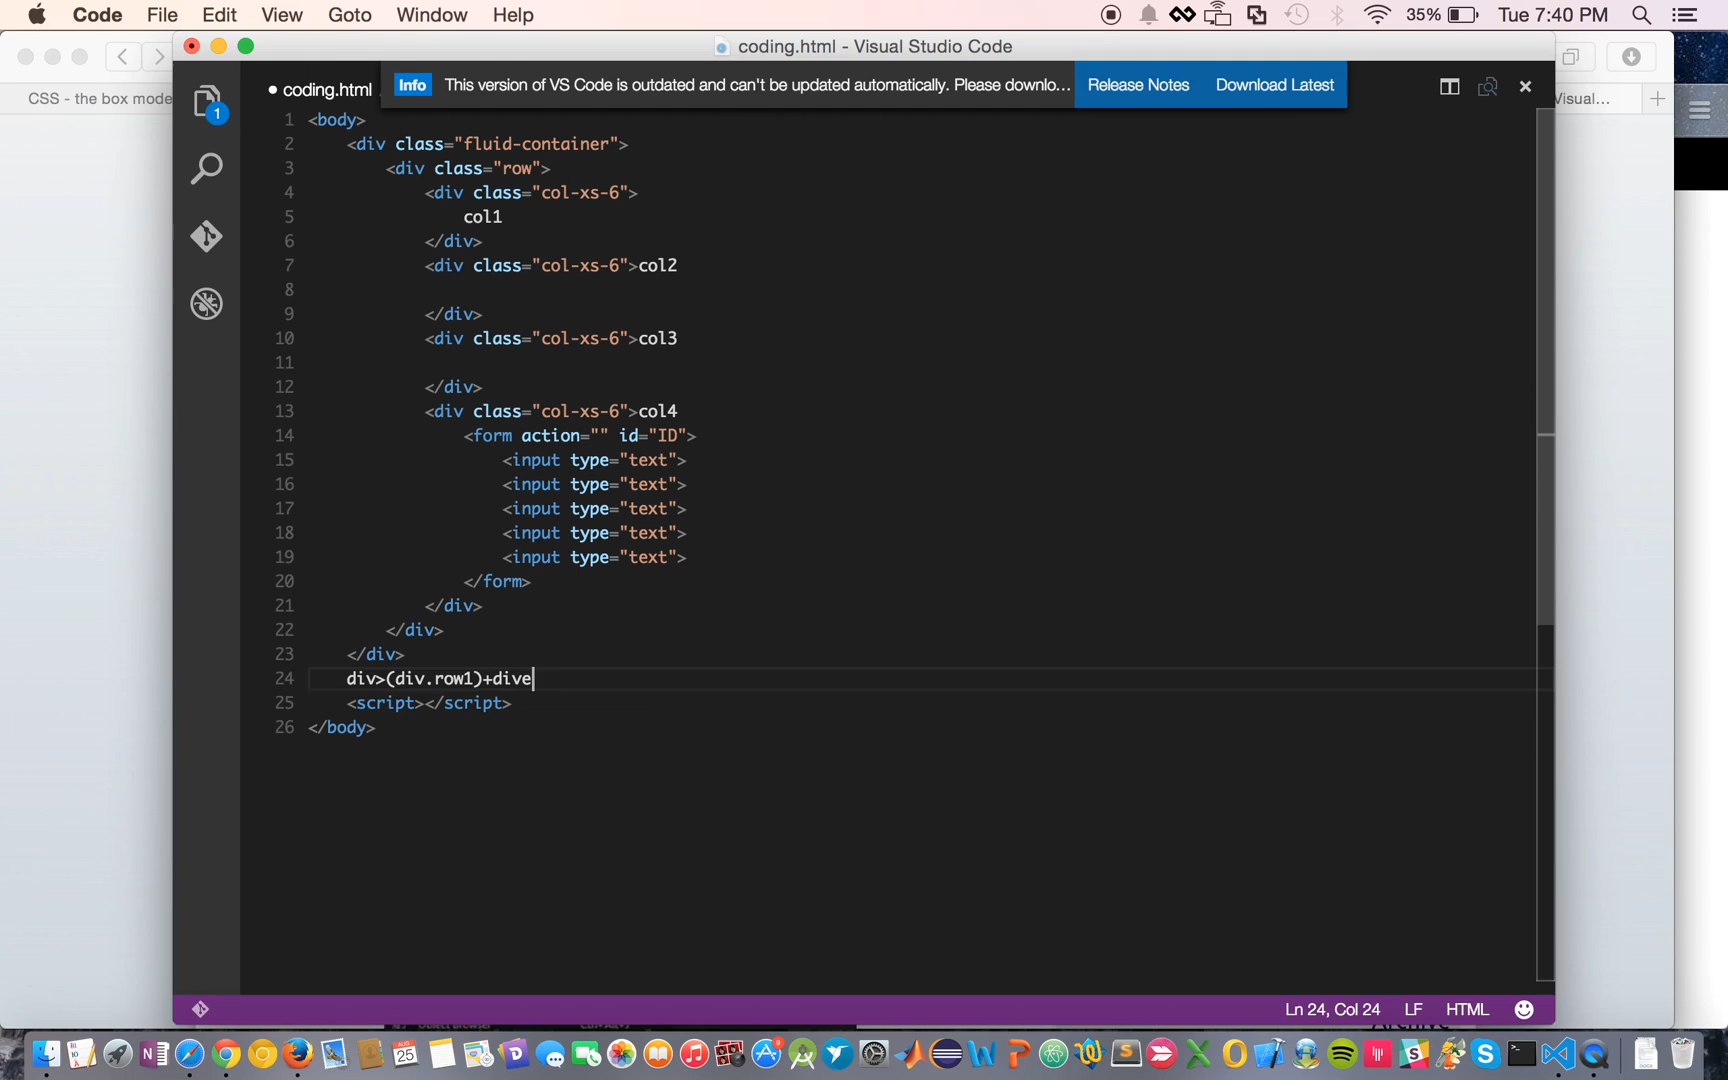 Code File Edit View Goto Window Help 35% Tue 7:40 PM
coding.html - Visual Studio Code
CSS - the box mode
coding.html
Info This version of VS Code is outdated and can't be updated automatically. Please downlo... Release Notes Download Latest
Visual...
1
1 <body>
2 <div class="fluid-container">
3 <div class="row">
4 <div class="col-xs-6">
5 col1
6 </div>
7 <div class="col-xs-6">col2
8
9 </div>
10 <div class="col-xs-6">col3
11
12 </div>
13 <div class="col-xs-6">col4
14 <form action="" id="ID">
15 <input type="text">
16 <input type="text">
17 <input type="text">
18 <input type="text">
19 <input type="text">
20 </form>
21 </div>
22 </div>
23 </div>
24 div>(div.row1)+dive
25 <script></script>
26 </body>
Ln 24, Col 24 LF HTML